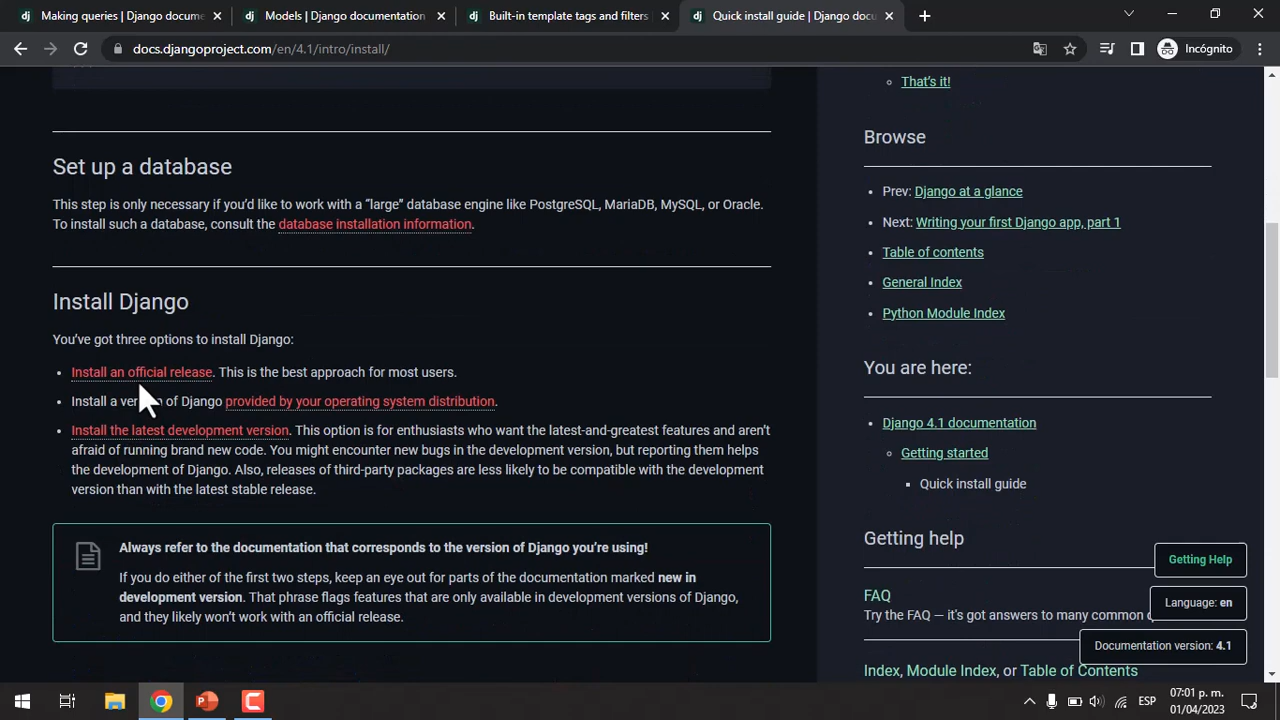 Making queries | Django docume
Models | Django documentation
Built-in template tags and filters
Quick install guide | Django docu
docs.djangoproject.com/en/4.1/intro/install/
Incógnito
Set up a database
This step is only necessary if you'd like to work with a “large” database engine like PostgreSQL, MariaDB, MySQL, or Oracle.
To install such a database, consult the database installation information.
Install Django
You've got three options to install Django:
• Install an official release. This is the best approach for most users.
• Install a version of Django provided by your operating system distribution.
• Install the latest development version. This option is for enthusiasts who want the latest-and-greatest features and aren't
afraid of running brand new code. You might encounter new bugs in the development version, but reporting them helps
the development of Django. Also, releases of third-party packages are less likely to be compatible with the development
version than with the latest stable release.
Always refer to the documentation that corresponds to the version of Django you're using!
If you do either of the first two steps, keep an eye out for parts of the documentation marked new in
development version. That phrase flags features that are only available in development versions of Django,
and they likely won't work with an official release.
That's it!
Browse
• Prev: Django at a glance
• Next: Writing your first Django app, part 1
• Table of contents
• General Index
• Python Module Index
You are here:
• Django 4.1 documentation
Getting started
Quick install guide
Getting help
FAQ
Try the FAQ — it's got answers to many common q
Index, Module Index, or Table of Contents
Getting Help
Language: en
Documentation version: 4.1
ESP
07:01 p. m.
01/04/2023